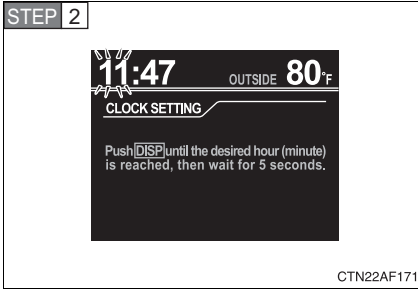 STEP 2
11:47 OUTSIDE 80°F
CLOCK SETTING
Push DISP until the desired hour (minute)
is reached, then wait for 5 seconds.
CTN22AF171